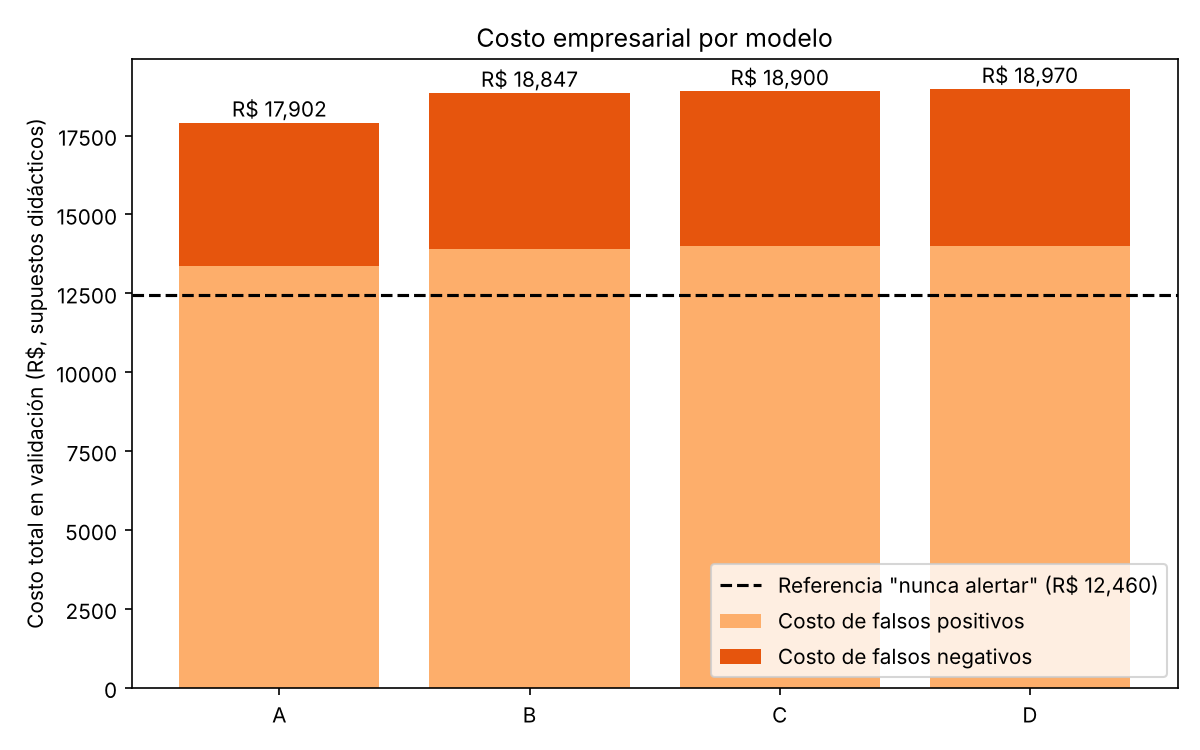 Costo empresarial por modelo
Costo total en validación (R$, supuestos didácticos)
17500
15000
12500
10000
7500
5000
2500
0
R$ 17,902
R$ 18,847
R$ 18,900
R$ 18,970
A
B
C
D
Referencia "nunca alertar" (R$ 12,460)
Costo de falsos positivos
Costo de falsos negativos